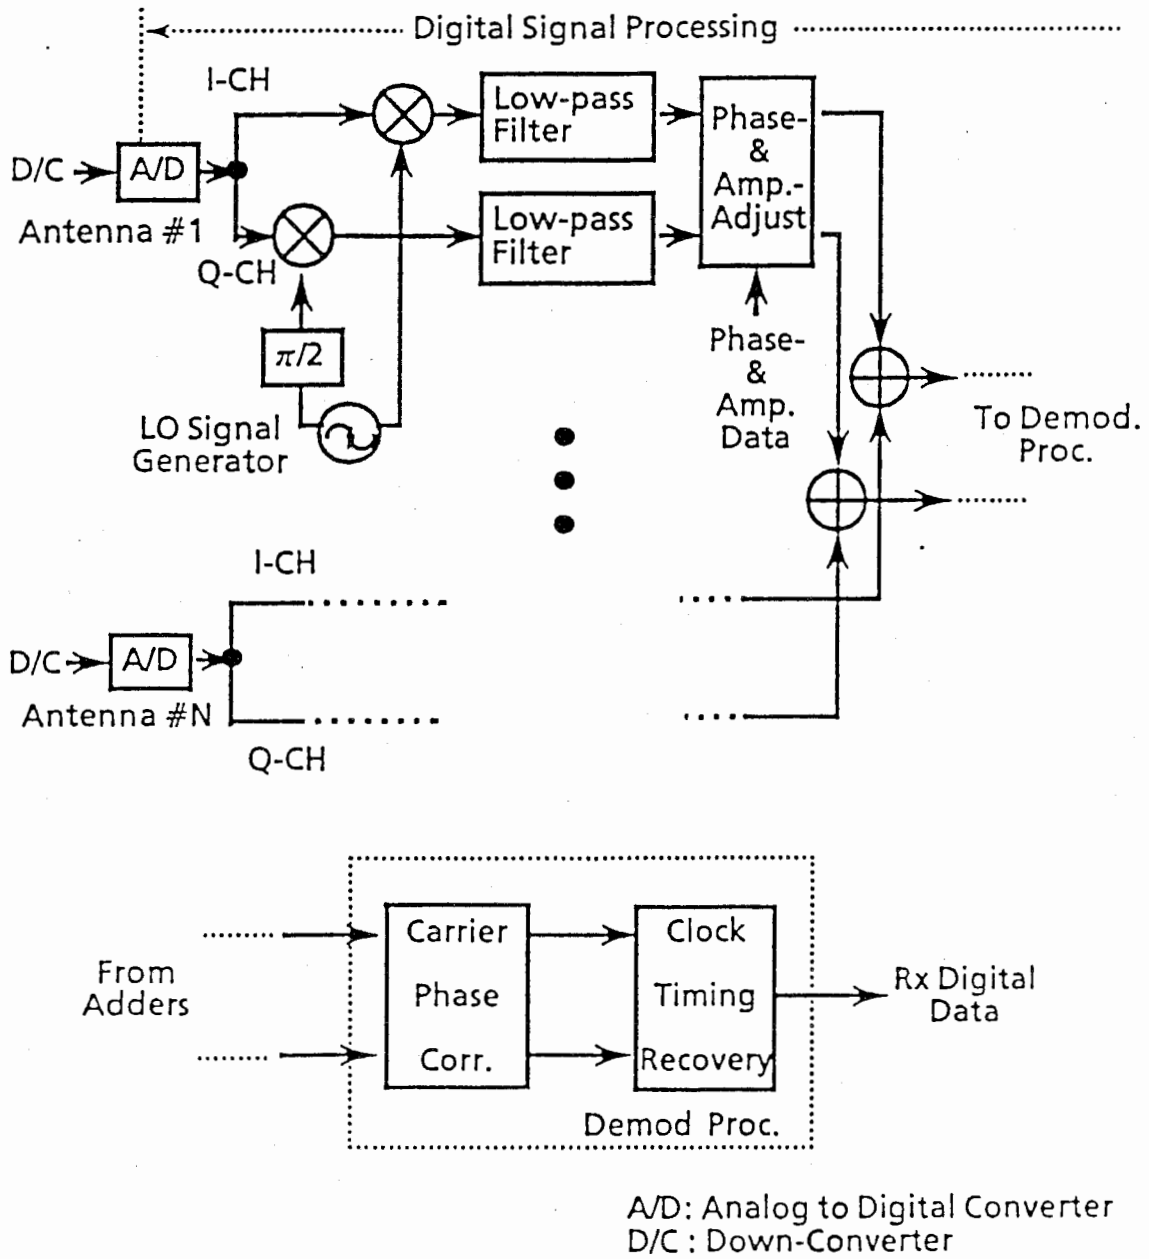 Digital Signal Processing
I-CH
Low-pass
Filter
Phase-
&
Amp.-
Adjust
D/C
A/D
Antenna #1
Q-CH
Low-pass
Filter
π/2
LO Signal
Generator
Phase-
&
Amp.
Data
To Demod.
Proc.
I-CH
D/C
A/D
Antenna #N
Q-CH
From
Adders
Carrier
Phase
Corr.
Clock
Timing
Recovery
Rx Digital
Data
Demod Proc.
A/D: Analog to Digital Converter
D/C : Down-Converter